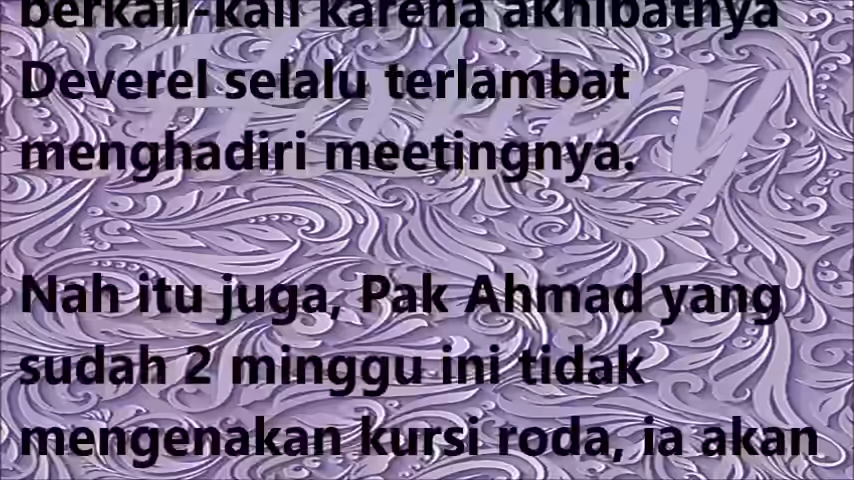 berkali-kali karena akhibatnya
Deverel selalu terlambat
menghadiri meetingnya.
Nah itu juga, Pak Ahmad yang
sudah 2 minggu ini tidak
mengenakan kursi roda, ia akan